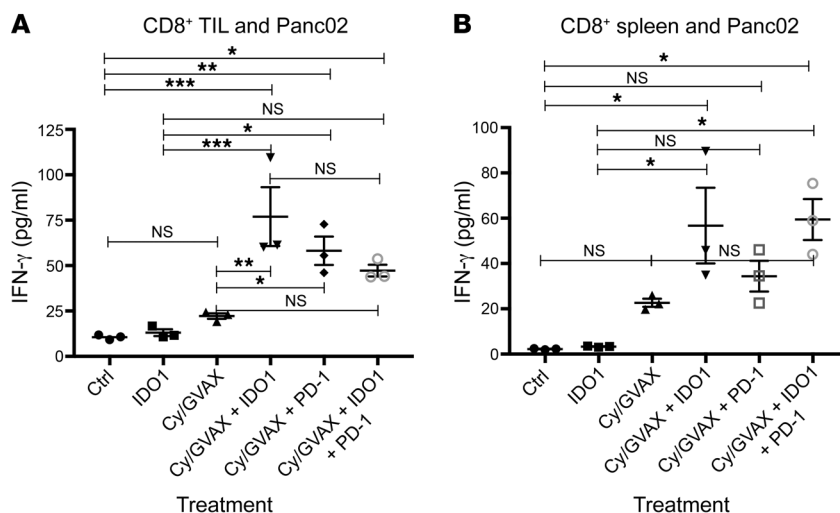 A
CD8⁺ TIL and Panc02
*
**
***
NS
*
***
NS
NS
**
*
NS
125
100
75
50
25
0
IFN-γ (pg/ml)
Ctrl
IDO1
Cy/GVAX
Cy/GVAX + IDO1
Cy/GVAX + PD-1
Cy/GVAX + IDO1
+ PD-1
Treatment
B
CD8⁺ spleen and Panc02
*
NS
*
*
NS
*
NS
NS
100
80
60
40
20
0
IFN-γ (pg/ml)
Ctrl
IDO1
Cy/GVAX
Cy/GVAX + IDO1
Cy/GVAX + PD-1
Cy/GVAX + IDO1
+ PD-1
Treatment